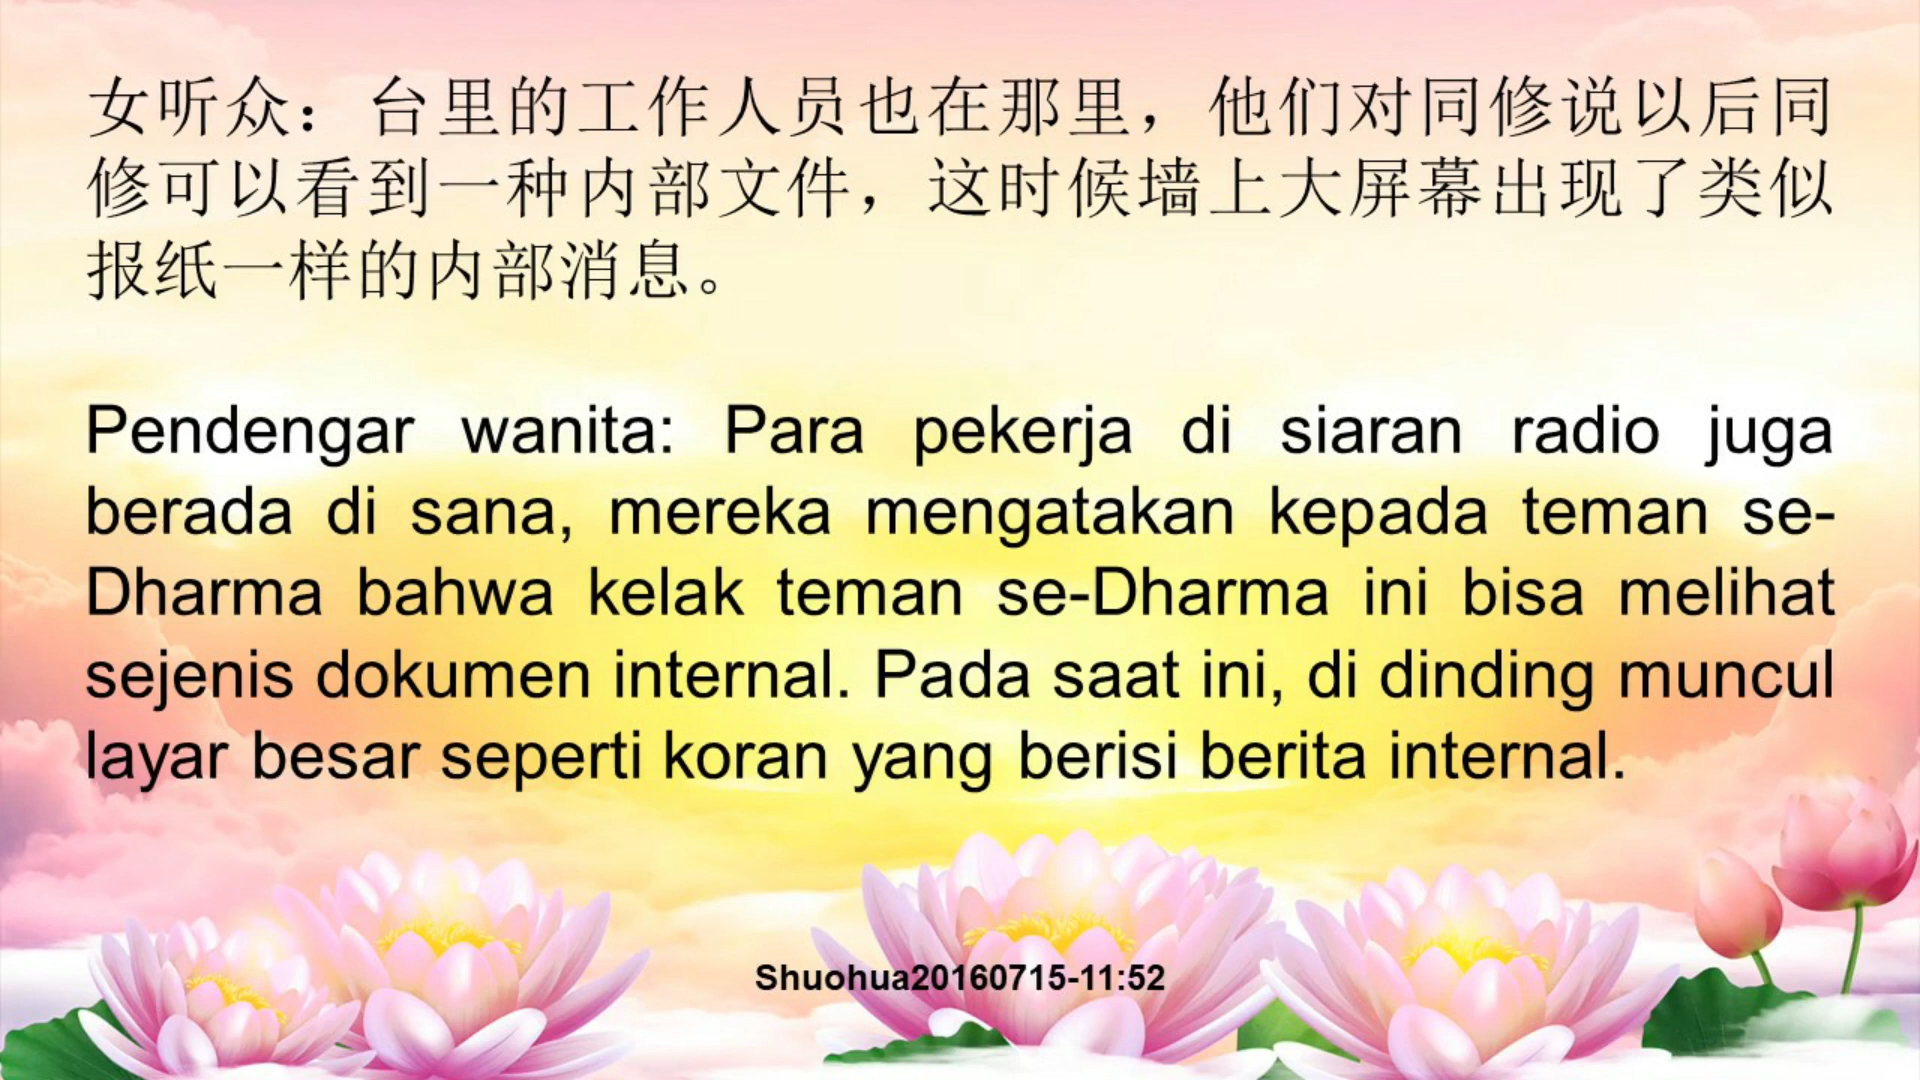 女听众：台里的工作人员也在那里，他们对同修说以后同
修可以看到一种内部文件，这时候墙上大屏幕出现了类似
报纸一样的内部消息。
Pendengar wanita: Para pekerja di siaran radio juga
berada di sana, mereka mengatakan kepada teman se-
Dharma bahwa kelak teman se-Dharma ini bisa melihat
sejenis dokumen internal. Pada saat ini, di dinding muncul
layar besar seperti koran yang berisi berita internal.
Shuohua20160715-11:52